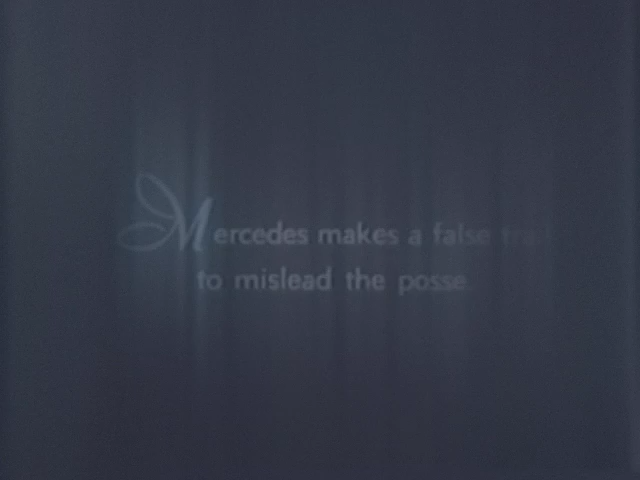 Mercedes makes a false
to mislead the posse.